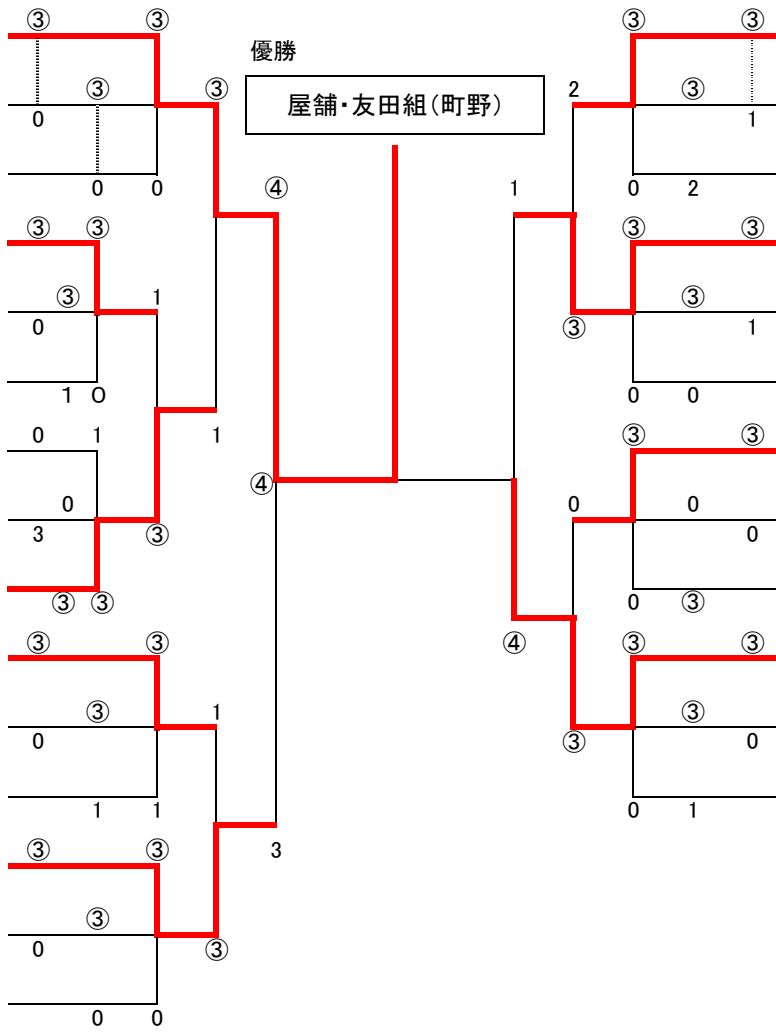 ③ ③ ③
優勝
屋舗・友田組（町野）
③ ③ 2 ③
0 1
④ 1
0 0 0 2
③ ③ ③ ③
③ 1 ③
0 ③ 1
1 0 0 0
0 1 1 ③ ③
④
0 0 0
3 ③ 0
③ ③ 0 ③
③ ③ ④ ③ ③
③ 1 ③
0 ③ 0
1 1 0 1
③ ③ 3
③
0 ③
0 0